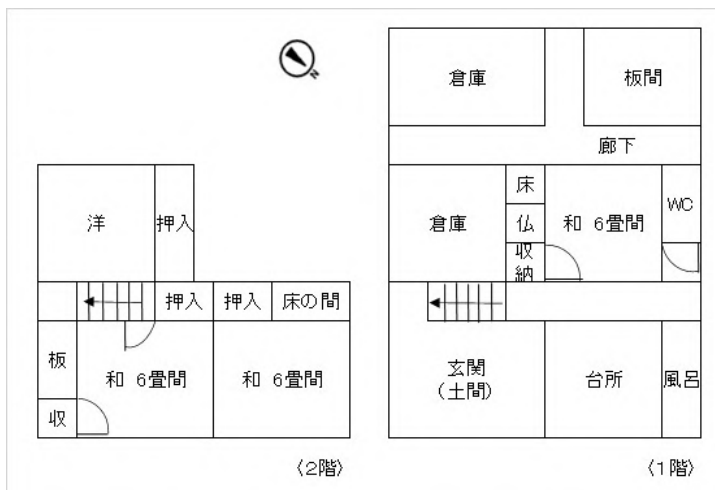 N
洋
押入
押入
押入
床の間
板
和 6畳間
和 6畳間
収
〈2階〉
倉庫
板間
廊下
倉庫
床
仏
収納
和 6畳間
WC
玄関
(土間)
台所
風呂
〈1階〉